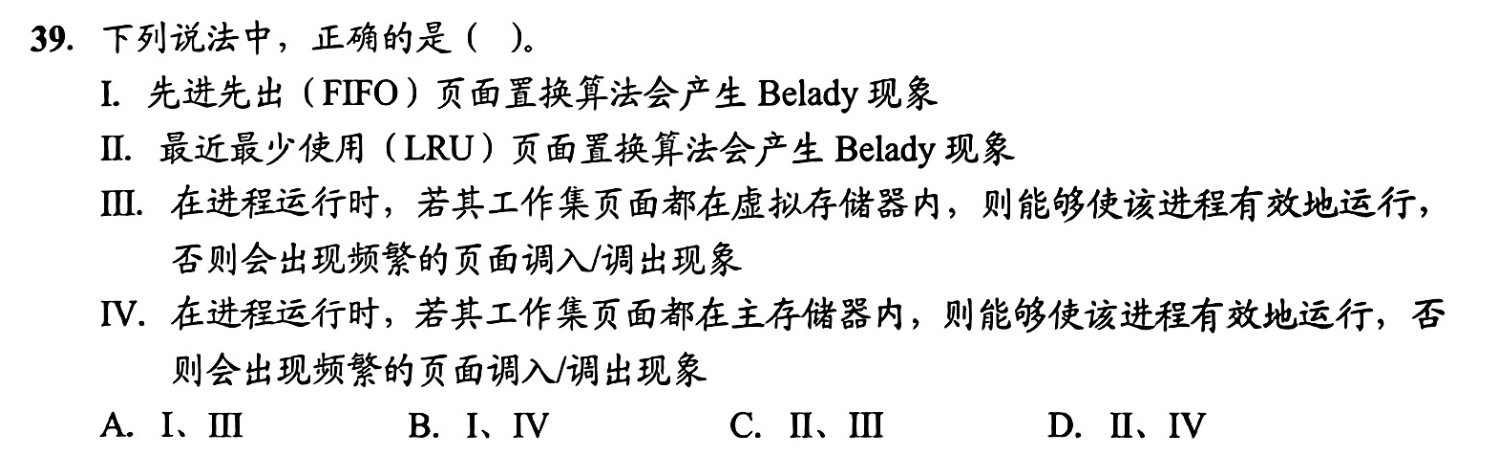 39. 下列说法中，正确的是（　）。
I. 先进先出（FIFO）页面置换算法会产生 Belady 现象
II. 最近最少使用（LRU）页面置换算法会产生 Belady 现象
III. 在进程运行时，若其工作集页面都在虚拟存储器内，则能够使该进程有效地运行，
否则会出现频繁的页面调入/调出现象
IV. 在进程运行时，若其工作集页面都在主存储器内，则能够使该进程有效地运行，否
则会出现频繁的页面调入/调出现象
A. I、III B. I、IV C. II、III D. II、IV